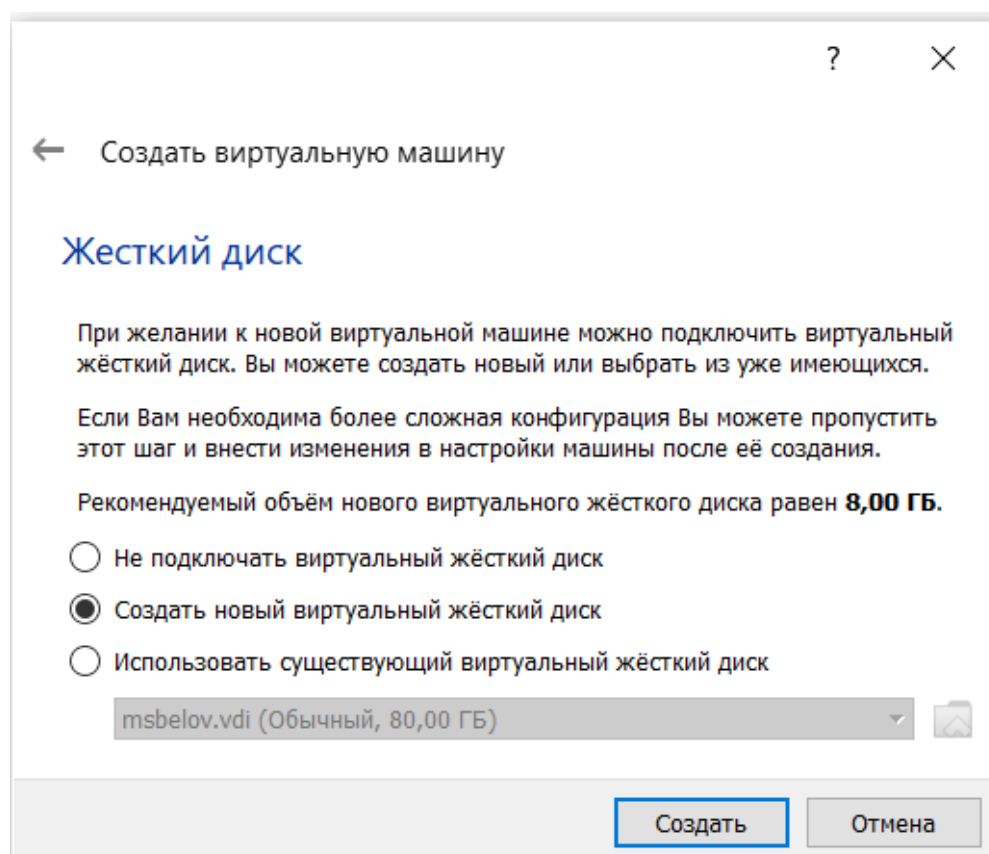 ?
Создать виртуальную машину
Жесткий диск
При желании к новой виртуальной машине можно подключить виртуальный
жёсткий диск. Вы можете создать новый или выбрать из уже имеющихся.
Если Вам необходима более сложная конфигурация Вы можете пропустить
этот шаг и внести изменения в настройки машины после её создания.
Рекомендуемый объём нового виртуального жёсткого диска равен 8,00 ГБ.
Не подключать виртуальный жёсткий диск
Создать новый виртуальный жёсткий диск
Использовать существующий виртуальный жёсткий диск
msbelov.vdi (Обычный, 80,00 ГБ)
Создать
Отмена